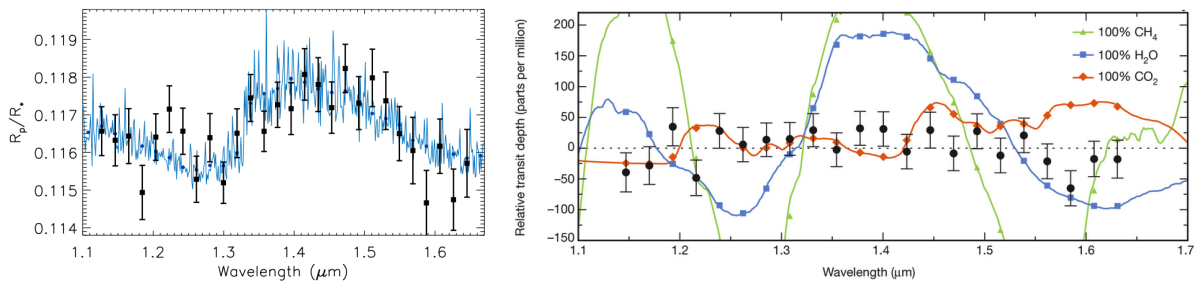 0.119
0.118
0.117
0.116
0.115
0.114
Rp/R⋆
1.1 1.2 1.3 1.4 1.5 1.6
Wavelength (μm)
200
150
100
50
0
-50
-100
-150
Relative transit depth (parts per million)
100% CH₄
100% H₂O
100% CO₂
1.1 1.2 1.3 1.4 1.5 1.6 1.7
Wavelength (μm)